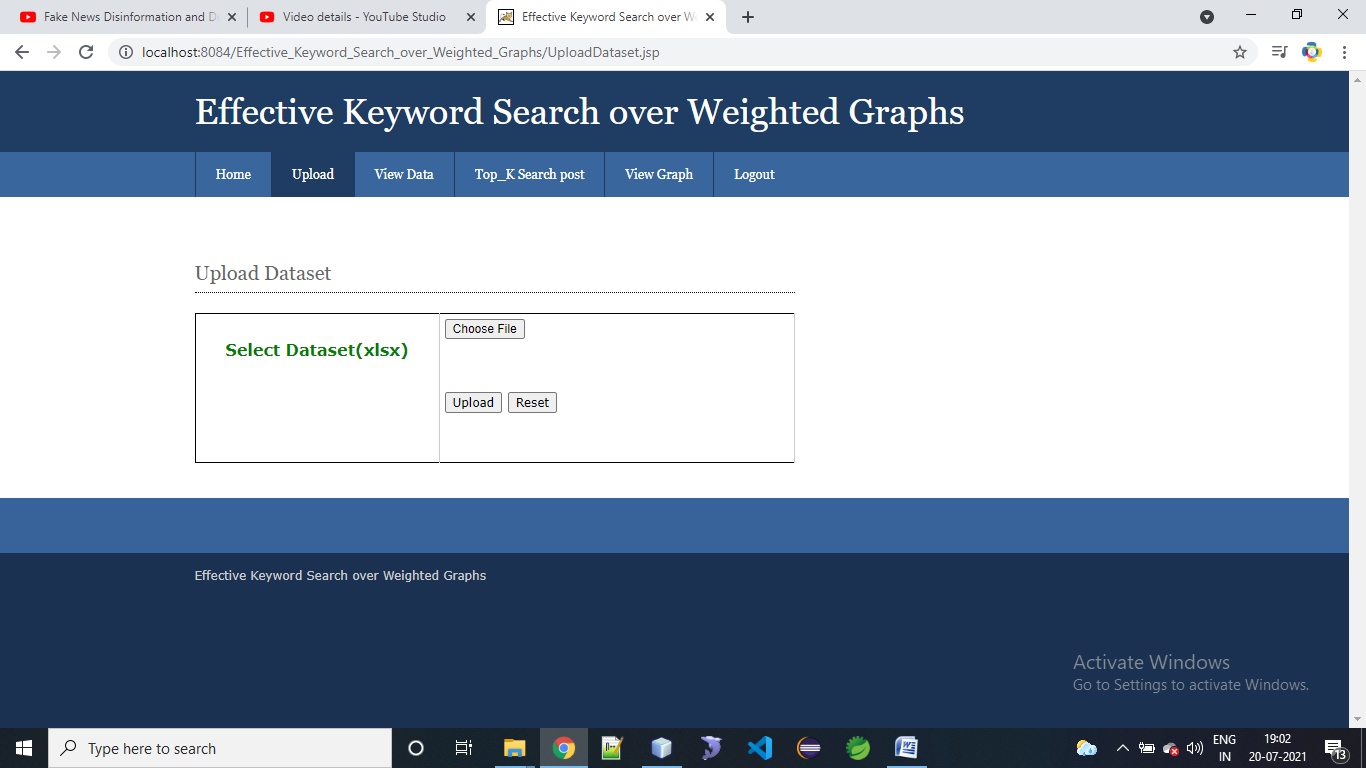 Fake News Disinformation and D
Video details - YouTube Studio
Effective Keyword Search over W
localhost:8084/Effective_Keyword_Search_over_Weighted_Graphs/UploadDataset.jsp
Effective Keyword Search over Weighted Graphs
Home Upload View Data Top_K Search post View Graph Logout
Upload Dataset
Select Dataset(xlsx)
Choose File
Upload Reset
Effective Keyword Search over Weighted Graphs
Activate Windows
Go to Settings to activate Windows.
Type here to search
ENG
IN
19:02
20-07-2021
13